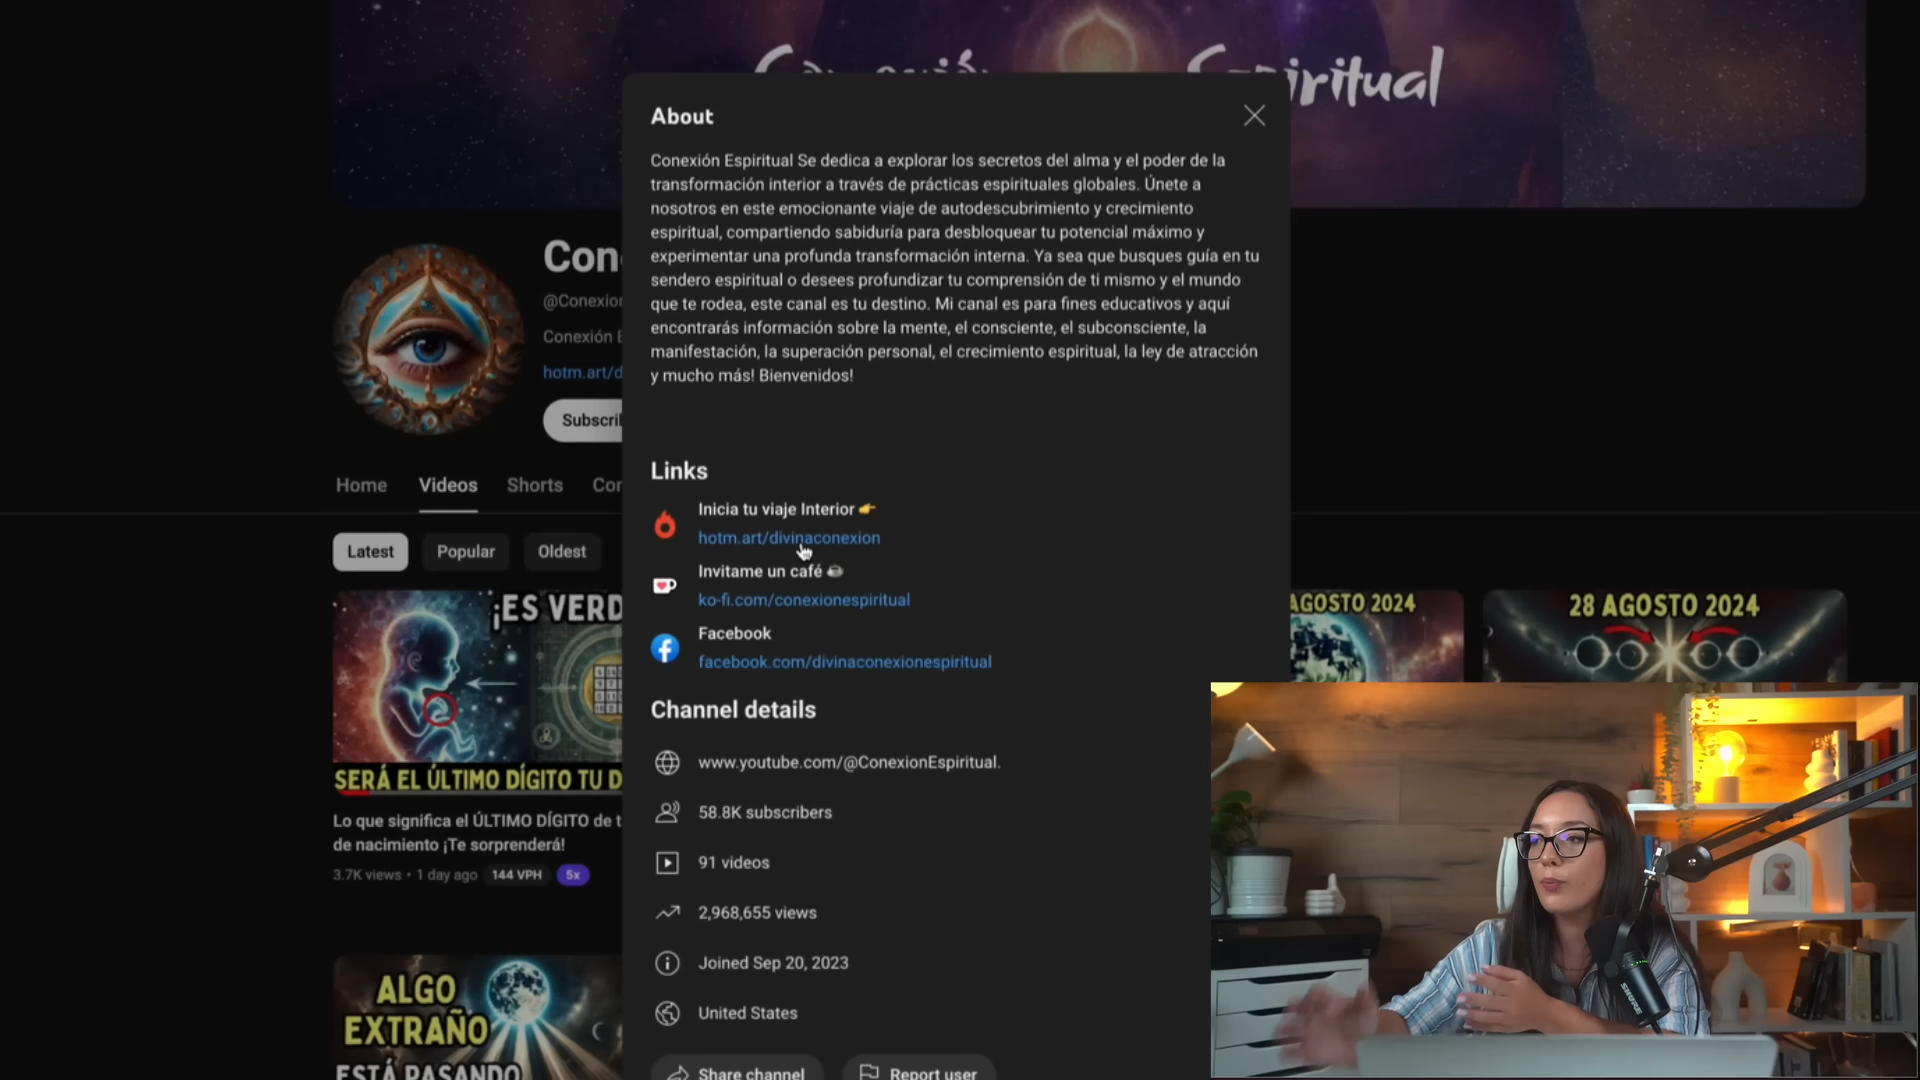 Espiritual
About
Conexión Espiritual Se dedica a explorar los secretos del alma y el poder de la
transformación interior a través de prácticas espirituales globales. Únete a
nosotros en este emocionante viaje de autodescubrimiento y crecimiento
espiritual, compartiendo sabiduría para desbloquear tu potencial máximo y
experimentar una profunda transformación interna. Ya sea que busques guía en tu
sendero espiritual o desees profundizar tu comprensión de ti mismo y el mundo
que te rodea, este canal es tu destino. Mi canal es para fines educativos y aquí
encontrarás información sobre la mente, el consciente, el subconsciente, la
manifestación, la superación personal, el crecimiento espiritual, la ley de atracción
y mucho más! Bienvenidos!
Con
@Conexion
Conexión E
hotm.art/d
Subscri
Home Videos Shorts Cor
Latest Popular Oldest
Links
Inicia tu viaje Interior
hotm.art/divinaconexion
Invitame un café
ko-fi.com/conexionespiritual
Facebook
facebook.com/divinaconexionespiritual
Channel details
www.youtube.com/@ConexionEspiritual.
58.8K subscribers
91 videos
2,968,655 views
Joined Sep 20, 2023
United States
Share channel Report user
¡ES VERD
SERÁ EL ÚLTIMO DÍGITO TU D
Lo que significa el ÚLTIMO DÍGITO de t
de nacimiento ¡Te sorprenderá!
3.7K views • 1 day ago 144 VPH 5x
ALGO
EXTRAÑO
ESTÁ PASANDO
AGOSTO 2024
28 AGOSTO 2024
SHURE